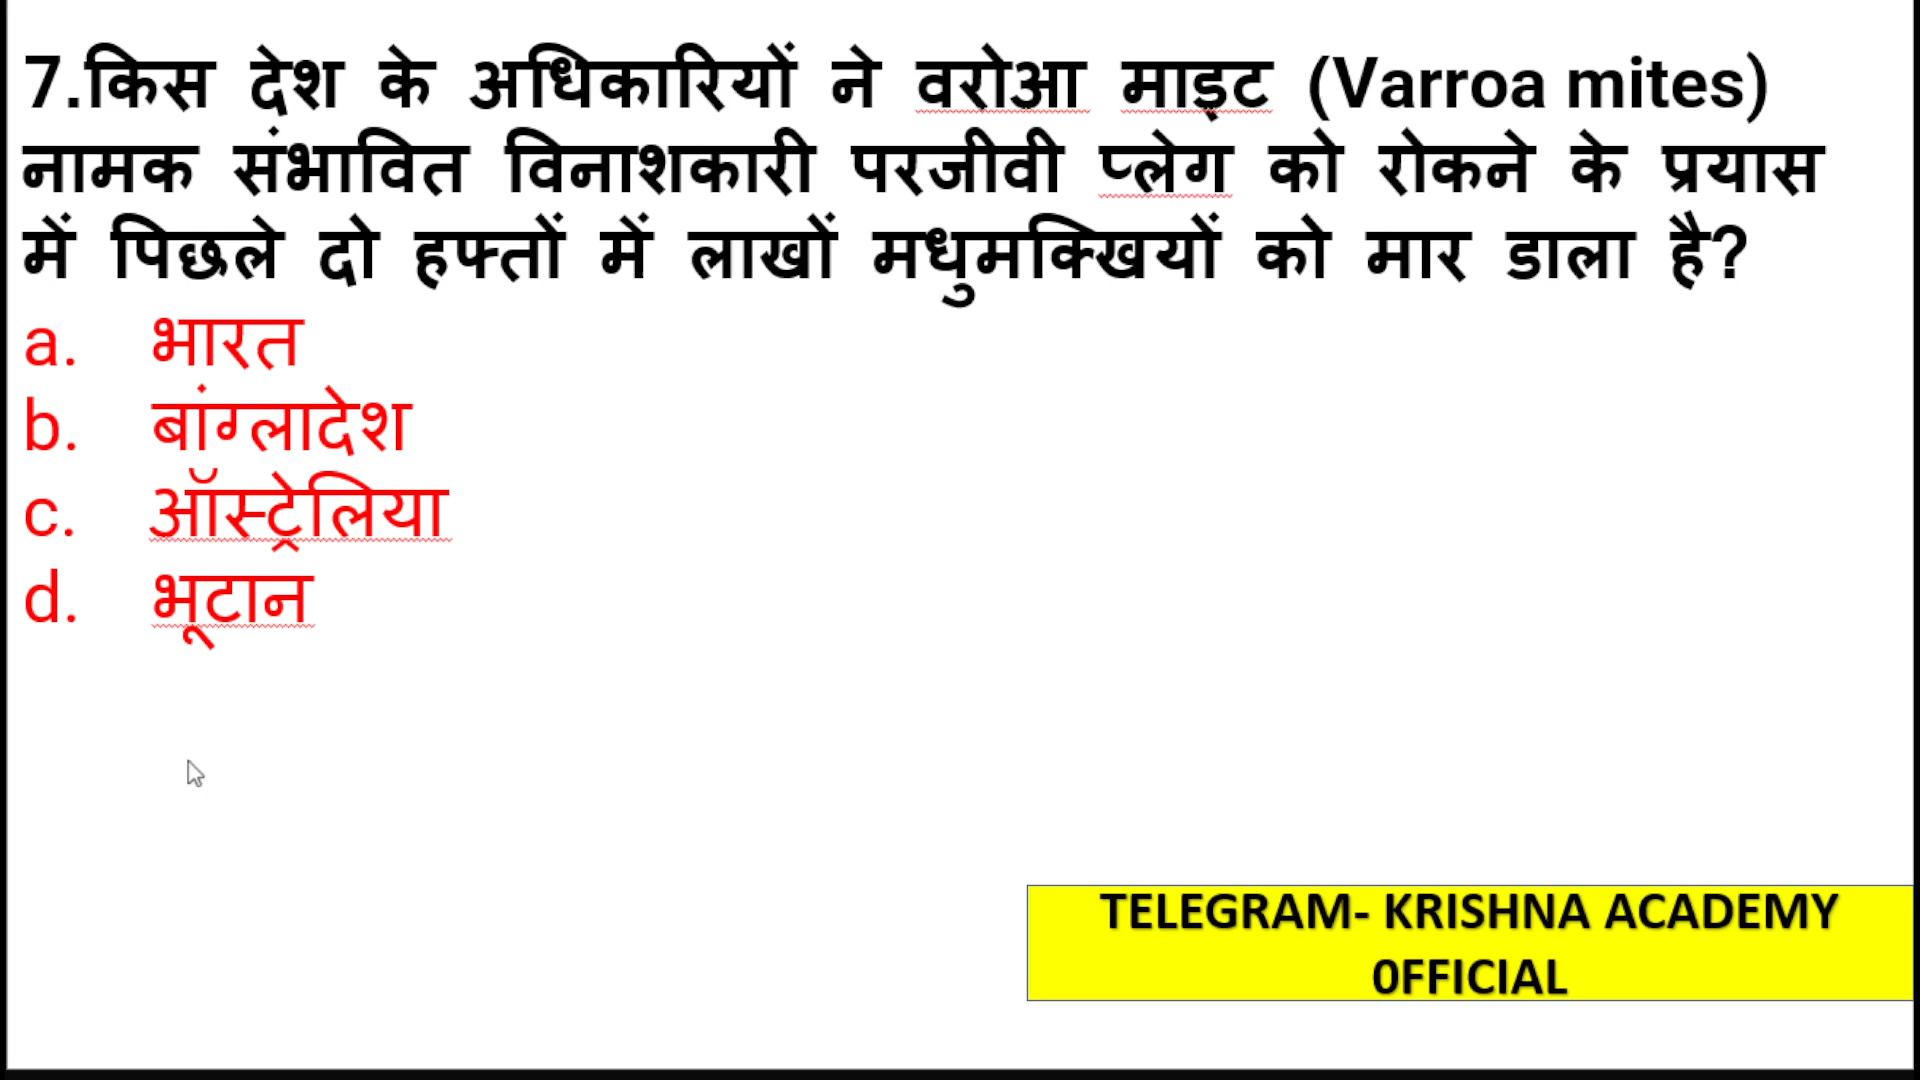 7.किस देश के अधिकारियों ने वरोआ माइट (Varroa mites)
नामक संभावित विनाशकारी परजीवी प्लेग को रोकने के प्रयास
में पिछले दो हफ्तों में लाखों मधुमक्खियों को मार डाला है?
a. भारत
b. बांग्लादेश
c. ऑस्ट्रेलिया
d. भूटान
TELEGRAM- KRISHNA ACADEMY
0FFICIAL